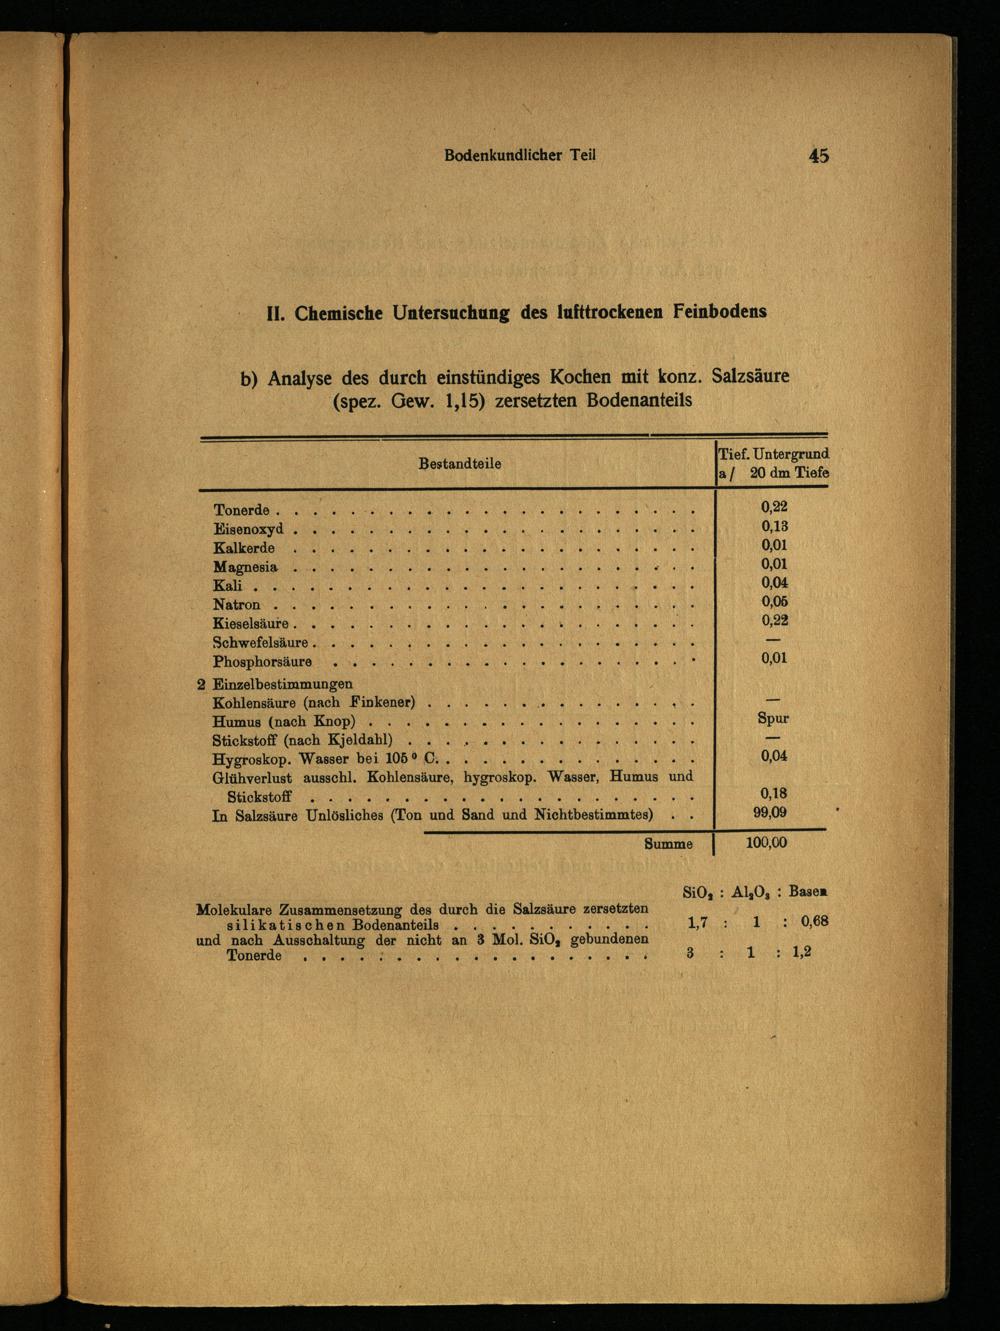 Bodenkundlicher Teil 45
II. Chemische Untersuchung des lufttrockenen Feinbodens
b) Analyse des durch einstündiges Kochen mit konz. Salzsäure
(spez. Gew. 1,15) zersetzten Bodenanteils
Bestandteile Tief. Untergrund
a / 20 dm Tiefe
Tonerde . . . . . . . . . . . . . . . . . . . . . . . 0,22
Eisenoxyd . . . . . . . . . . . . . . . . . . . . . . 0,13
Kalkerde . . . . . . . . . . . . . . . . . . . . . . 0,01
Magnesia . . . . . . . . . . . . . . . . . . . . . . 0,01
Kali . . . . . . . . . . . . . . . . . . . . . . . . 0,04
Natron . . . . . . . . . . . . . . . . . . . . . . . 0,05
Kieselsäure . . . . . . . . . . . . . . . . . . . . . . 0,22
Schwefelsäure . . . . . . . . . . . . . . . . . . . . . —
Phosphorsäure . . . . . . . . . . . . . . . . . . . . 0,01
2 Einzelbestimmungen
Kohlensäure (nach Finkener) . . . . . . . . . . . . . . . —
Humus (nach Knop) . . . . . . . . . . . . . . . . . . Spur
Stickstoff (nach Kjeldahl) . . . . . . . . . . . . . . . . —
Hygroskop. Wasser bei 105° C. . . . . . . . . . . . . . . 0,04
Glühverlust ausschl. Kohlensäure, hygroskop. Wasser, Humus und
Stickstoff . . . . . . . . . . . . . . . . . . . . . 0,18
In Salzsäure Unlösliches (Ton und Sand und Nichtbestimmtes) . . 99,09
Summe 100,00
SiO₂ : Al₂O₃ : Basen
Molekulare Zusammensetzung des durch die Salzsäure zersetzten
silikatischen Bodenanteils . . . . . . . . . . . 1,7 : 1 : 0,68
und nach Ausschaltung der nicht an 3 Mol. SiO₂ gebundenen
Tonerde . . . . . . . . . . . . . . . . . . . 3 : 1 : 1,2